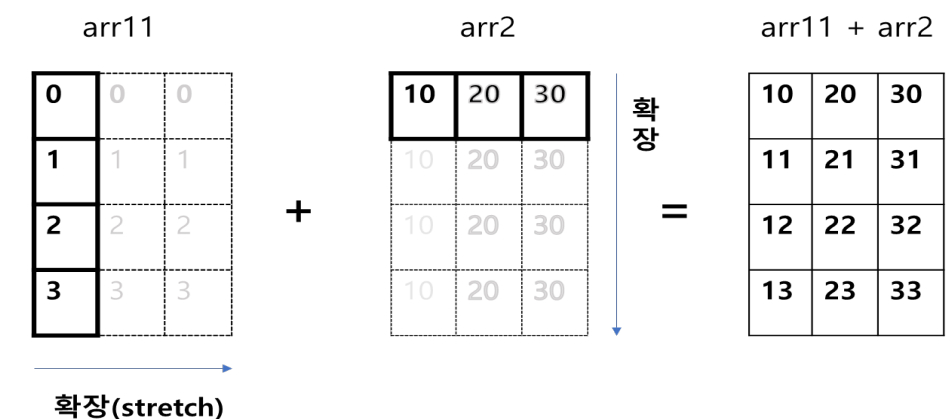 arr11 arr2 arr11 + arr2
0 0 0 10 20 30 확장 10 20 30
1 1 1 10 20 30 11 21 31
+ =
2 2 2 10 20 30 12 22 32
3 3 3 10 20 30 13 23 33
확장(stretch)